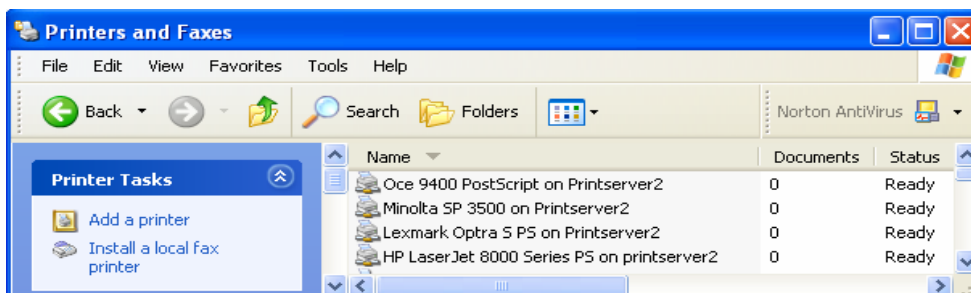 Printers and Faxes
File Edit View Favorites Tools Help
Back Search Folders Norton AntiVirus
Printer Tasks
Add a printer
Install a local fax
printer
Name Documents Status
Oce 9400 PostScript on Printserver2 0 Ready
Minolta SP 3500 on Printserver2 0 Ready
Lexmark Optra S PS on Printserver2 0 Ready
HP LaserJet 8000 Series PS on printserver2 0 Ready